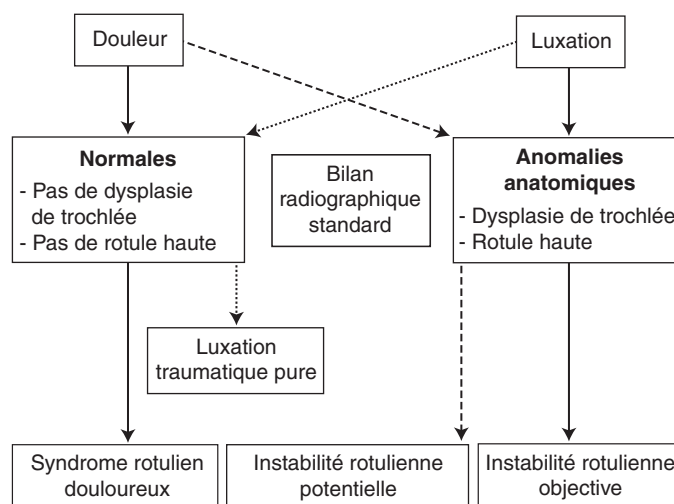 Douleur
Luxation
Normales
- Pas de dysplasie
de trochlée
- Pas de rotule haute
Bilan
radiographique
standard
Anomalies
anatomiques
- Dysplasie de trochlée
- Rotule haute
Luxation
traumatique pure
Syndrome rotulien
douloureux
Instabilité rotulienne
potentielle
Instabilité rotulienne
objective